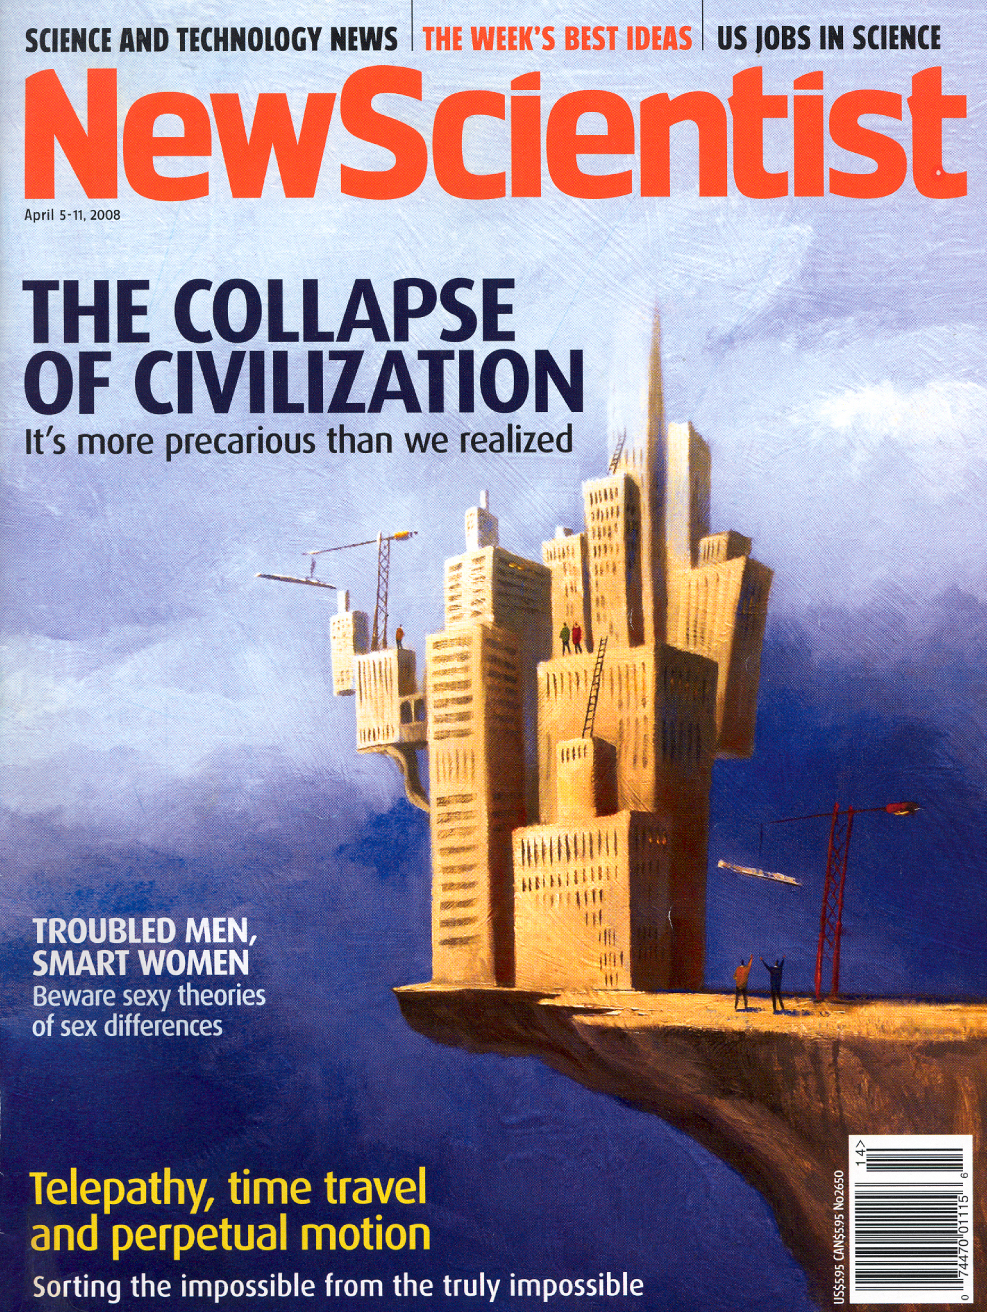 SCIENCE AND TECHNOLOGY NEWS
THE WEEK'S BEST IDEAS
US JOBS IN SCIENCE
NewScientist
April 5-11, 2008
THE COLLAPSE
OF CIVILIZATION
It's more precarious than we realized
TROUBLED MEN,
SMART WOMEN
Beware sexy theories
of sex differences
Telepathy, time travel
and perpetual motion
Sorting the impossible from the truly impossible
US$5.95 CAN$5.95 No2650
14>
0 74470 01115 6